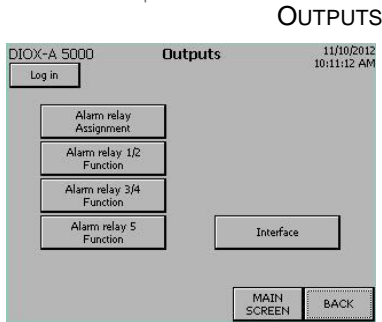 OUTPUTS
DIOX-A 5000
Outputs
11/10/2012
10:11:12 AM
Log in
Alarm relay
Assignment
Alarm relay 1/2
Function
Alarm relay 3/4
Function
Alarm relay 5
Function
Interface
MAIN
SCREEN
BACK